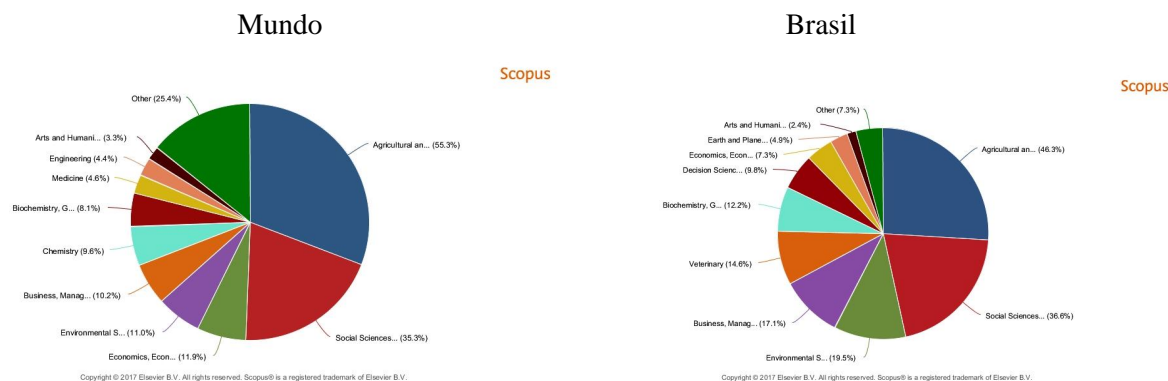 Mundo
Scopus
Other (25.4%)
Arts and Humani... (3.3%)
Engineering (4.4%)
Medicine (4.6%)
Biochemistry, G... (8.1%)
Chemistry (9.6%)
Business, Manag... (10.2%)
Environmental S... (11.0%)
Economics, Econ... (11.9%)
Social Sciences... (35.3%)
Agricultural an... (55.3%)
Copyright © 2017 Elsevier B.V. All rights reserved. Scopus® is a registered trademark of Elsevier B.V.
Brasil
Scopus
Other (7.3%)
Arts and Humani... (2.4%)
Earth and Plane... (4.9%)
Economics, Econ... (7.3%)
Decision Scienc... (9.8%)
Biochemistry, G... (12.2%)
Veterinary (14.6%)
Business, Manag... (17.1%)
Environmental S... (19.5%)
Social Sciences... (36.6%)
Agricultural an... (46.3%)
Copyright © 2017 Elsevier B.V. All rights reserved. Scopus® is a registered trademark of Elsevier B.V.